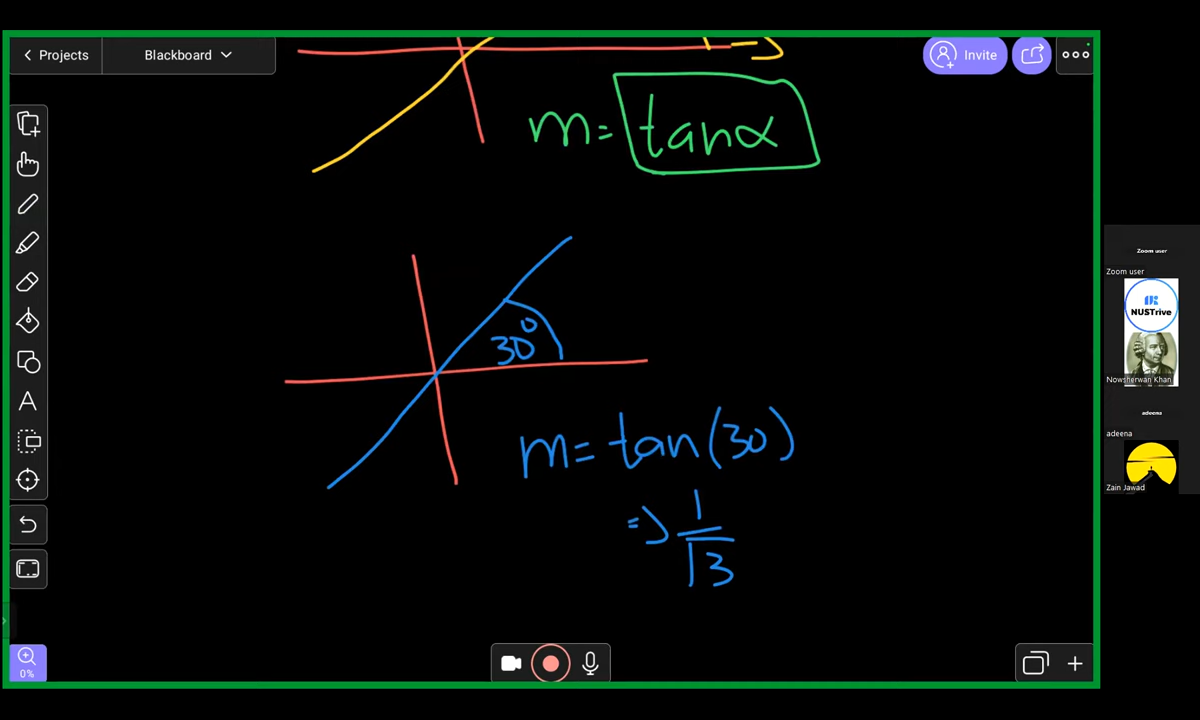 Projects
Blackboard
Invite
m = tanα
30°
m = tan(30)
=> 1/√3
0%
Zoom user
Zoom user
NUSTrive
Nowsherwan Khan
adeena
adeena
Zain Jawad